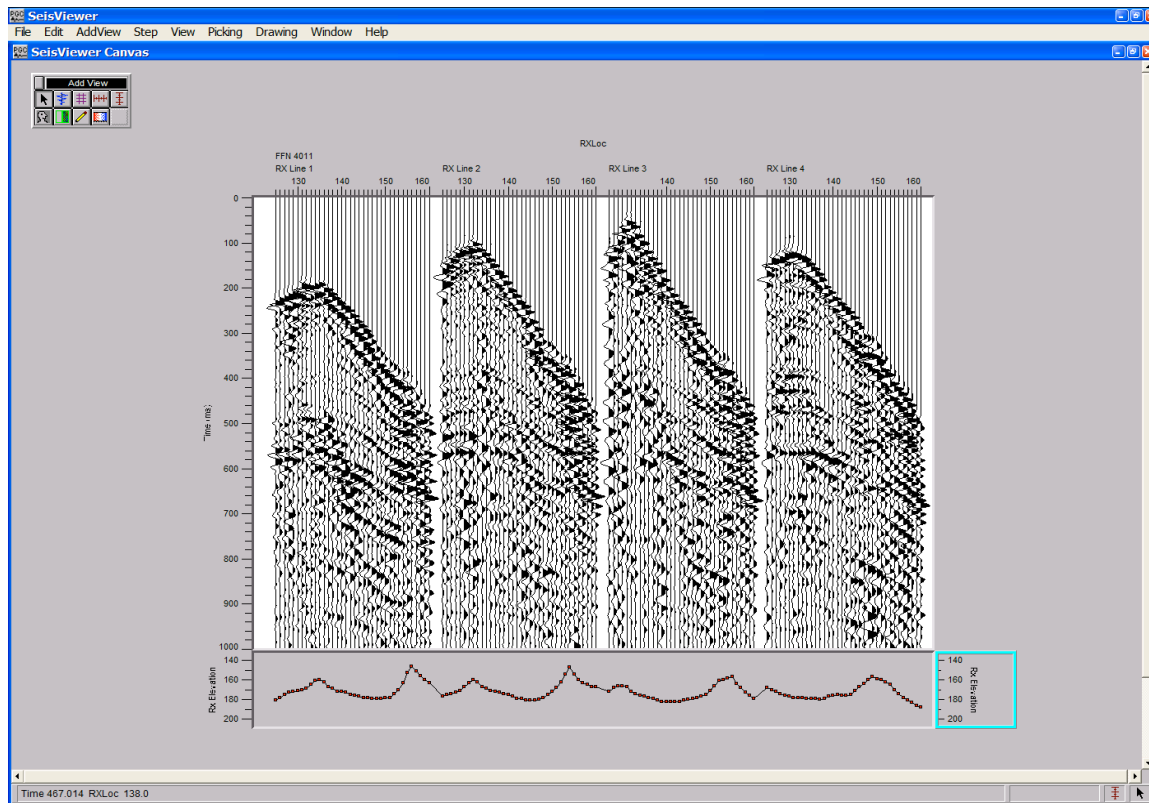 SeisViewer
File Edit AddView Step View Picking Drawing Window Help
SeisViewer Canvas
Add View
RXLoc
FFN 4011
RX Line 1 RX Line 2 RX Line 3 RX Line 4
130 140 150 160 130 140 150 160 130 140 150 160 130 140 150 160
0
100
200
300
400
500
600
700
800
900
1000
Time (ms)
140
160
180
200
Rx Elevation
140
160
180
200
Rx Elevation
Time 467.014 RXLoc 138.0